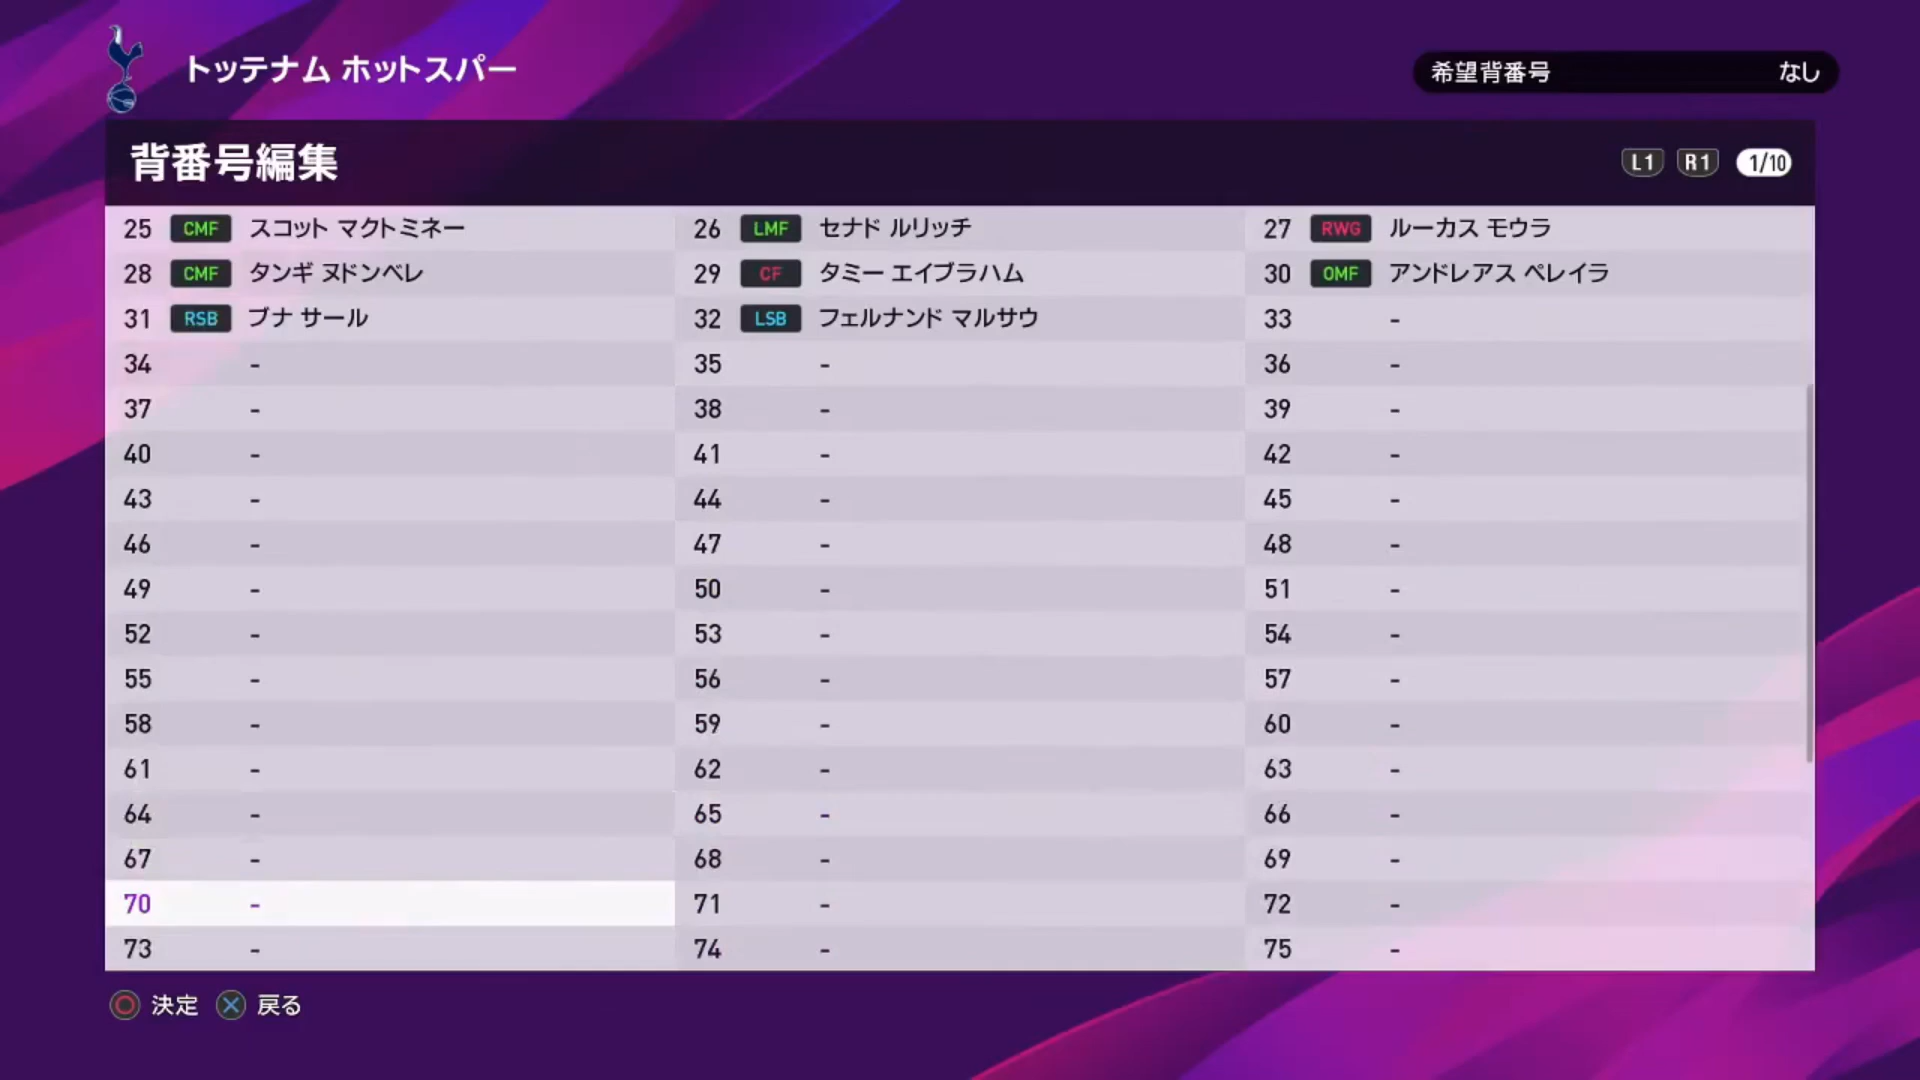 トッテナム ホットスパー
希望背番号 なし
背番号編集 L1 R1 1/10
25 CMF スコット マクトミネー 26 LMF セナド ルリッチ 27 RWG ルーカス モウラ
28 CMF タンギ ヌドンベレ 29 CF タミー エイブラハム 30 OMF アンドレアス ペレイラ
31 RSB ブナ サール 32 LSB フェルナンド マルサウ 33 -
34 - 35 - 36 -
37 - 38 - 39 -
40 - 41 - 42 -
43 - 44 - 45 -
46 - 47 - 48 -
49 - 50 - 51 -
52 - 53 - 54 -
55 - 56 - 57 -
58 - 59 - 60 -
61 - 62 - 63 -
64 - 65 - 66 -
67 - 68 - 69 -
70 - 71 - 72 -
73 - 74 - 75 -
決定 戻る